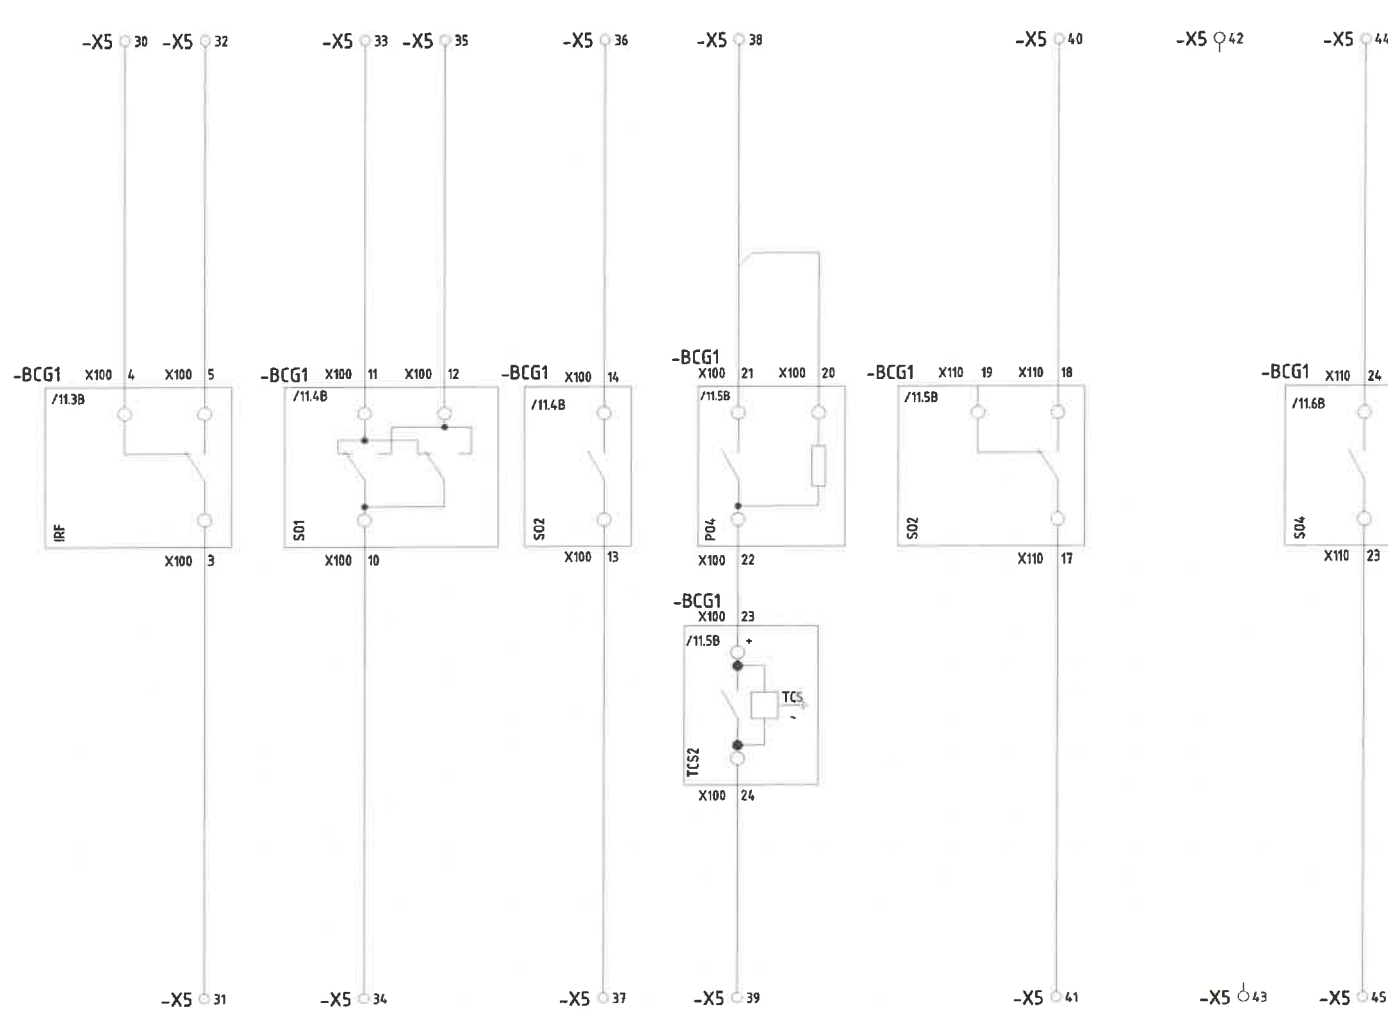 -X5 30 -X5 32 -X5 33 -X5 35 -X5 36 -X5 38 -X5 40 -X5 42 -X5 44
-BCG1 X100 4 X100 5
/11.3B
IRF
X100 3
-BCG1 X100 11 X100 12
/11.4B
S01
X100 10
-BCG1 X100 14
/11.4B
S02
X100 13
-BCG1
X100 21 X100 20
/11.5B
P04
X100 22
-BCG1
X100 23
/11.5B +
TCS
-
TCS2
X100 24
-BCG1 X110 19 X110 18
/11.5B
S02
X110 17
-BCG1 X110 24
/11.6B
S04
X110 23
-X5 31 -X5 34 -X5 37 -X5 39 -X5 41 -X5 43 -X5 45